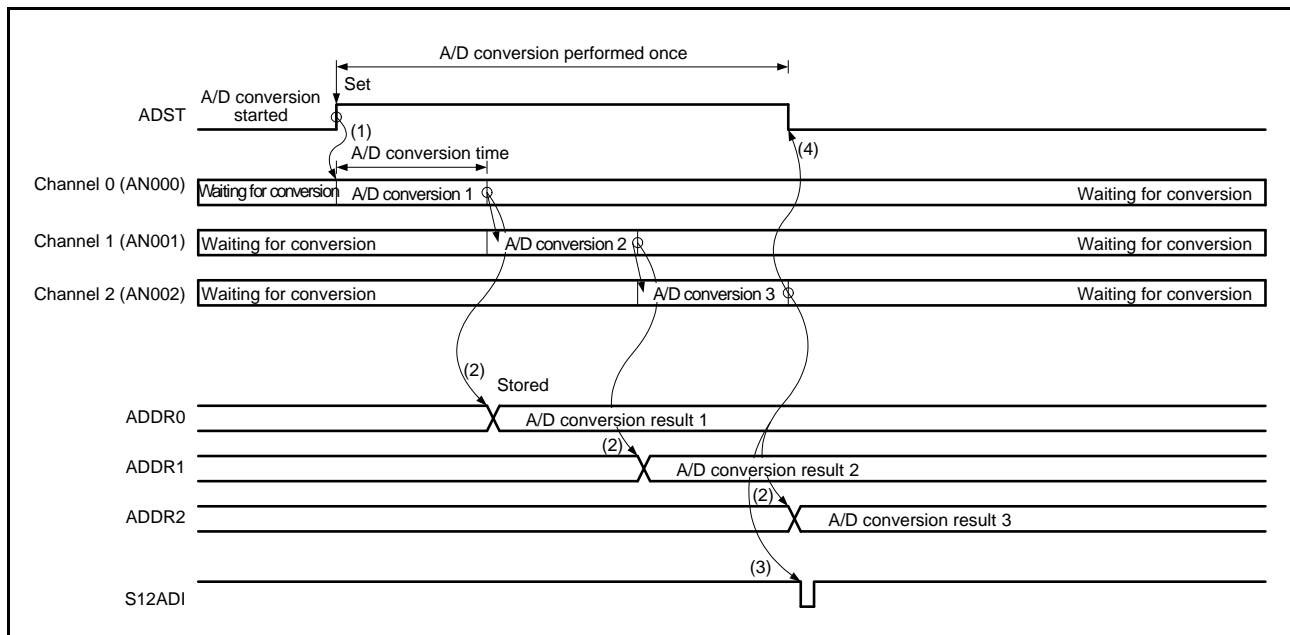 A/D conversion performed once
Set
A/D conversion
started
ADST
(1)
(4)
A/D conversion time
Channel 0 (AN000)
Waiting for conversion
A/D conversion 1
Waiting for conversion
Channel 1 (AN001)
Waiting for conversion
A/D conversion 2
Waiting for conversion
Channel 2 (AN002)
Waiting for conversion
A/D conversion 3
Waiting for conversion
(2)
Stored
ADDR0
A/D conversion result 1
(2)
ADDR1
A/D conversion result 2
(2)
ADDR2
A/D conversion result 3
(3)
S12ADI